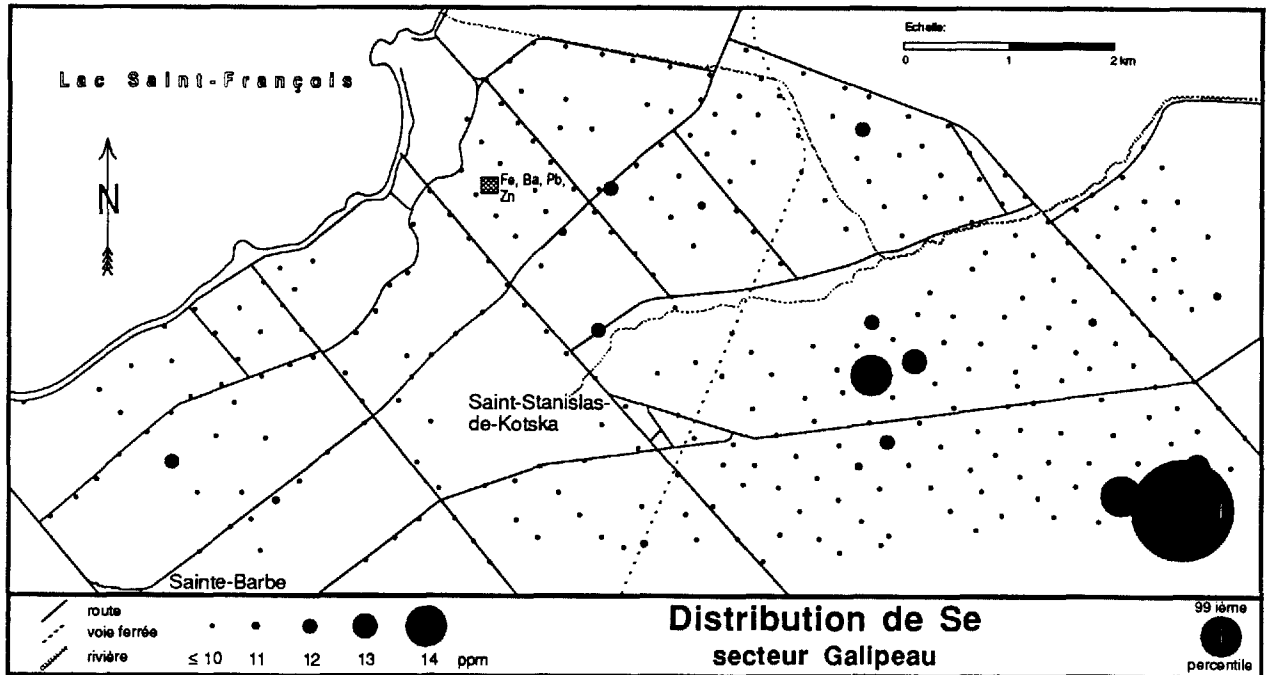 Echelle:
0 1 2 km
Lac Saint-François
N
Fe, Ba, Pb,
Zn
Saint-Stanislas-
de-Kotska
Sainte-Barbe
route
voie ferrée
rivière
≤ 10 11 12 13 14 ppm
Distribution de Se
secteur Galipeau
99 ième
percentile